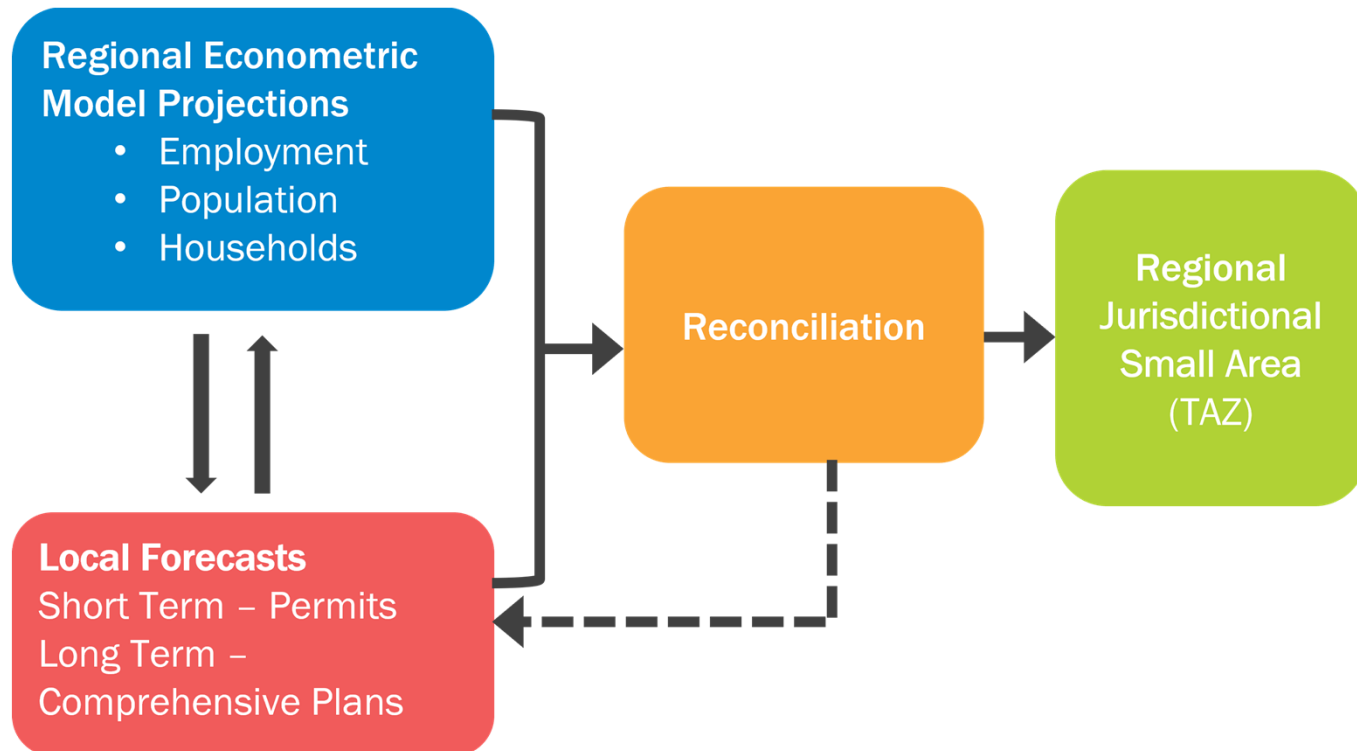 Regional Econometric
Model Projections
• Employment
• Population
• Households
Local Forecasts
Short Term – Permits
Long Term –
Comprehensive Plans
Reconciliation
Regional
Jurisdictional
Small Area
(TAZ)